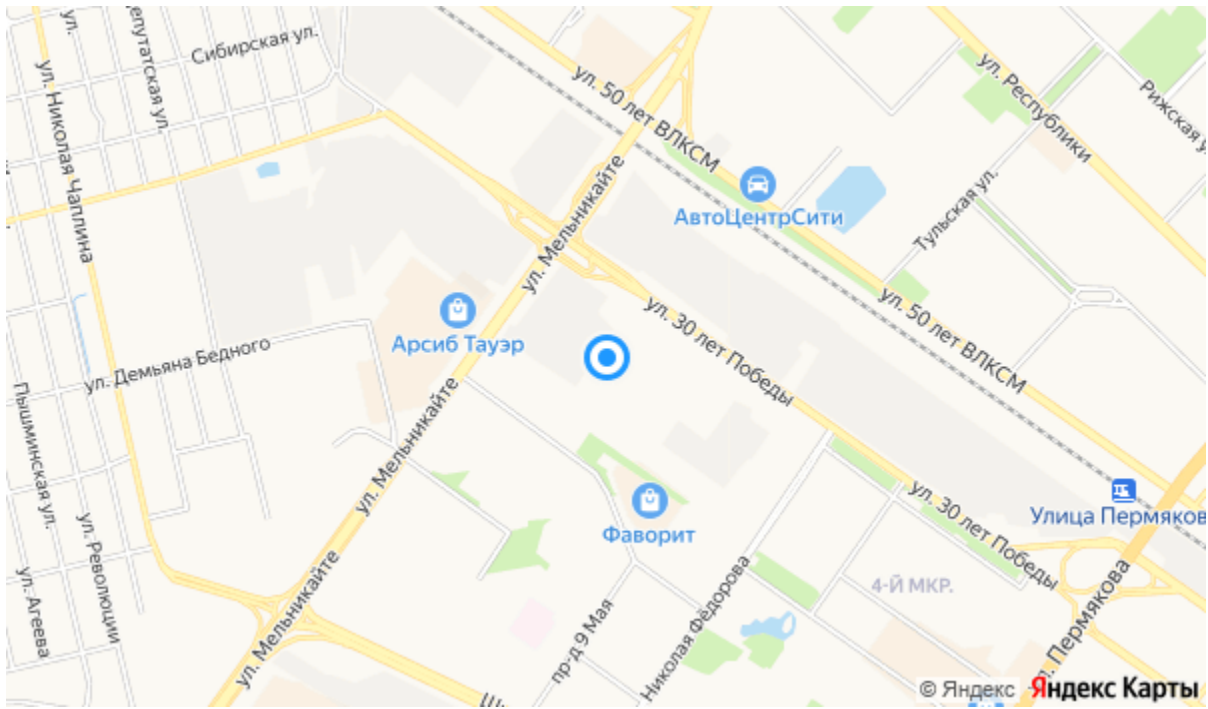 ул.
Депутатская ул.
Сибирская ул.
ул. Николая Чаплина
ул. 50 лет ВЛКСМ
ул. Республики
Рижская у
ул. Мельникайте
АвтоЦентрСити
Тульская ул.
ул. 30 лет Победы
ул. 50 лет ВЛКСМ
Арсиб Тауэр
ул. Демьяна Бедного
ул. Мельникайте
Пышминская ул.
ул. Революции
ул. Агеева
Фаворит
ул. 30 лет Победы
Улица Пермяков
4-Й МКР.
ул. Мельникайте
пр-д 9 Мая
Николая Фёдорова
ул. Пермякова
© Яндекс Яндекс Карты